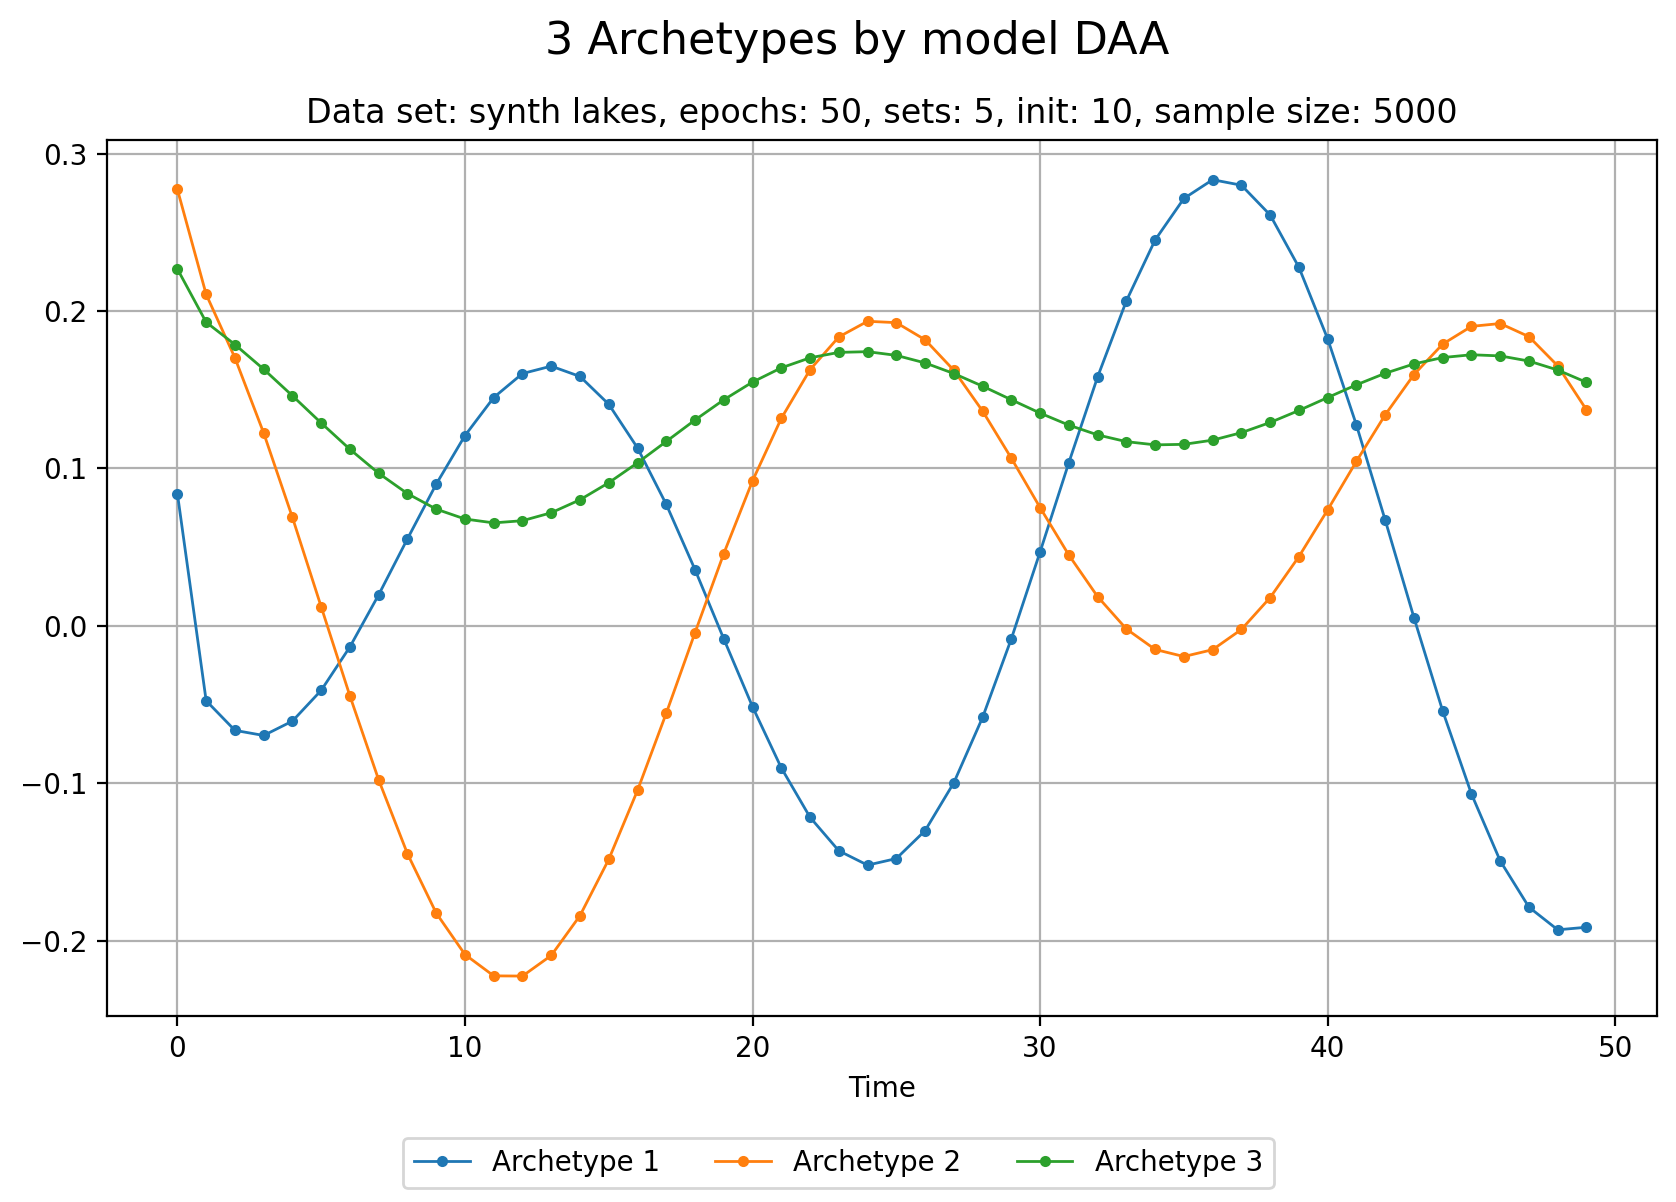 3 Archetypes by model DAA
Data set: synth lakes, epochs: 50, sets: 5, init: 10, sample size: 5000
0.3
0.2
0.1
0.0
−0.1
−0.2
0 10 20 30 40 50
Time
Archetype 1 Archetype 2 Archetype 3